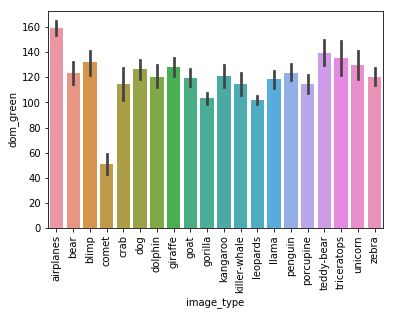 160
140
120
100
80
60
40
20
0
dom_green
airplanes
bear
blimp
comet
crab
dog
dolphin
giraffe
goat
gorilla
kangaroo
killer-whale
leopards
llama
penguin
porcupine
teddy-bear
triceratops
unicorn
zebra
image_type